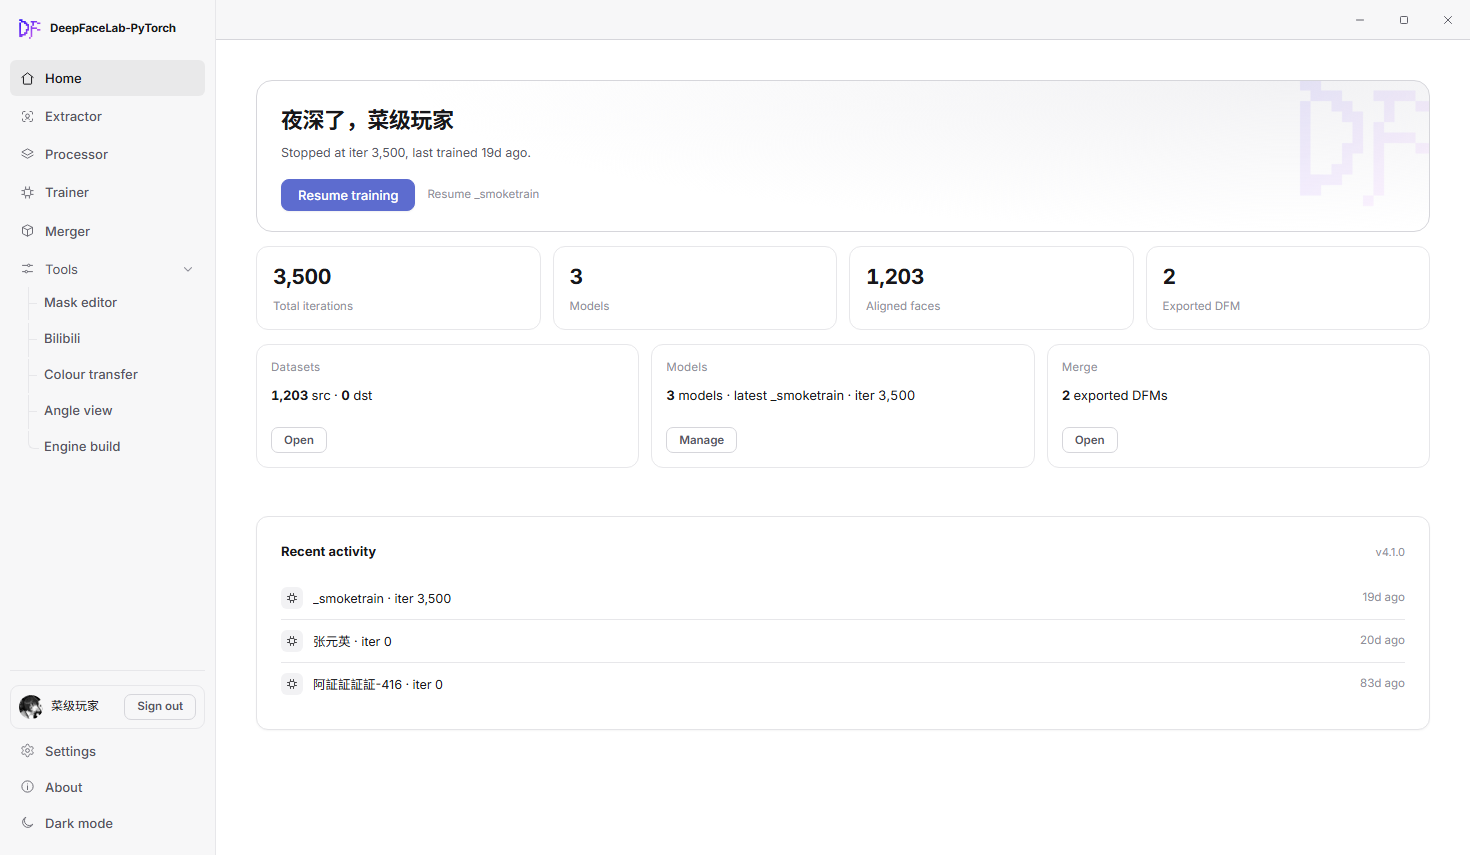 DeepFaceLab-PyTorch
Home
Extractor
Processor
Trainer
Merger
Tools
Mask editor
Bilibili
Colour transfer
Angle view
Engine build
菜级玩家
Sign out
Settings
About
Dark mode
夜深了，菜级玩家
Stopped at iter 3,500, last trained 19d ago.
Resume training
Resume _smoketrain
DF
3,500
Total iterations
3
Models
1,203
Aligned faces
2
Exported DFM
Datasets
1,203 src · 0 dst
Open
Models
3 models · latest _smoketrain · iter 3,500
Manage
Merge
2 exported DFMs
Open
Recent activity
v4.1.0
_smoketrain · iter 3,500
19d ago
张元英 · iter 0
20d ago
阿証証証証-416 · iter 0
83d ago